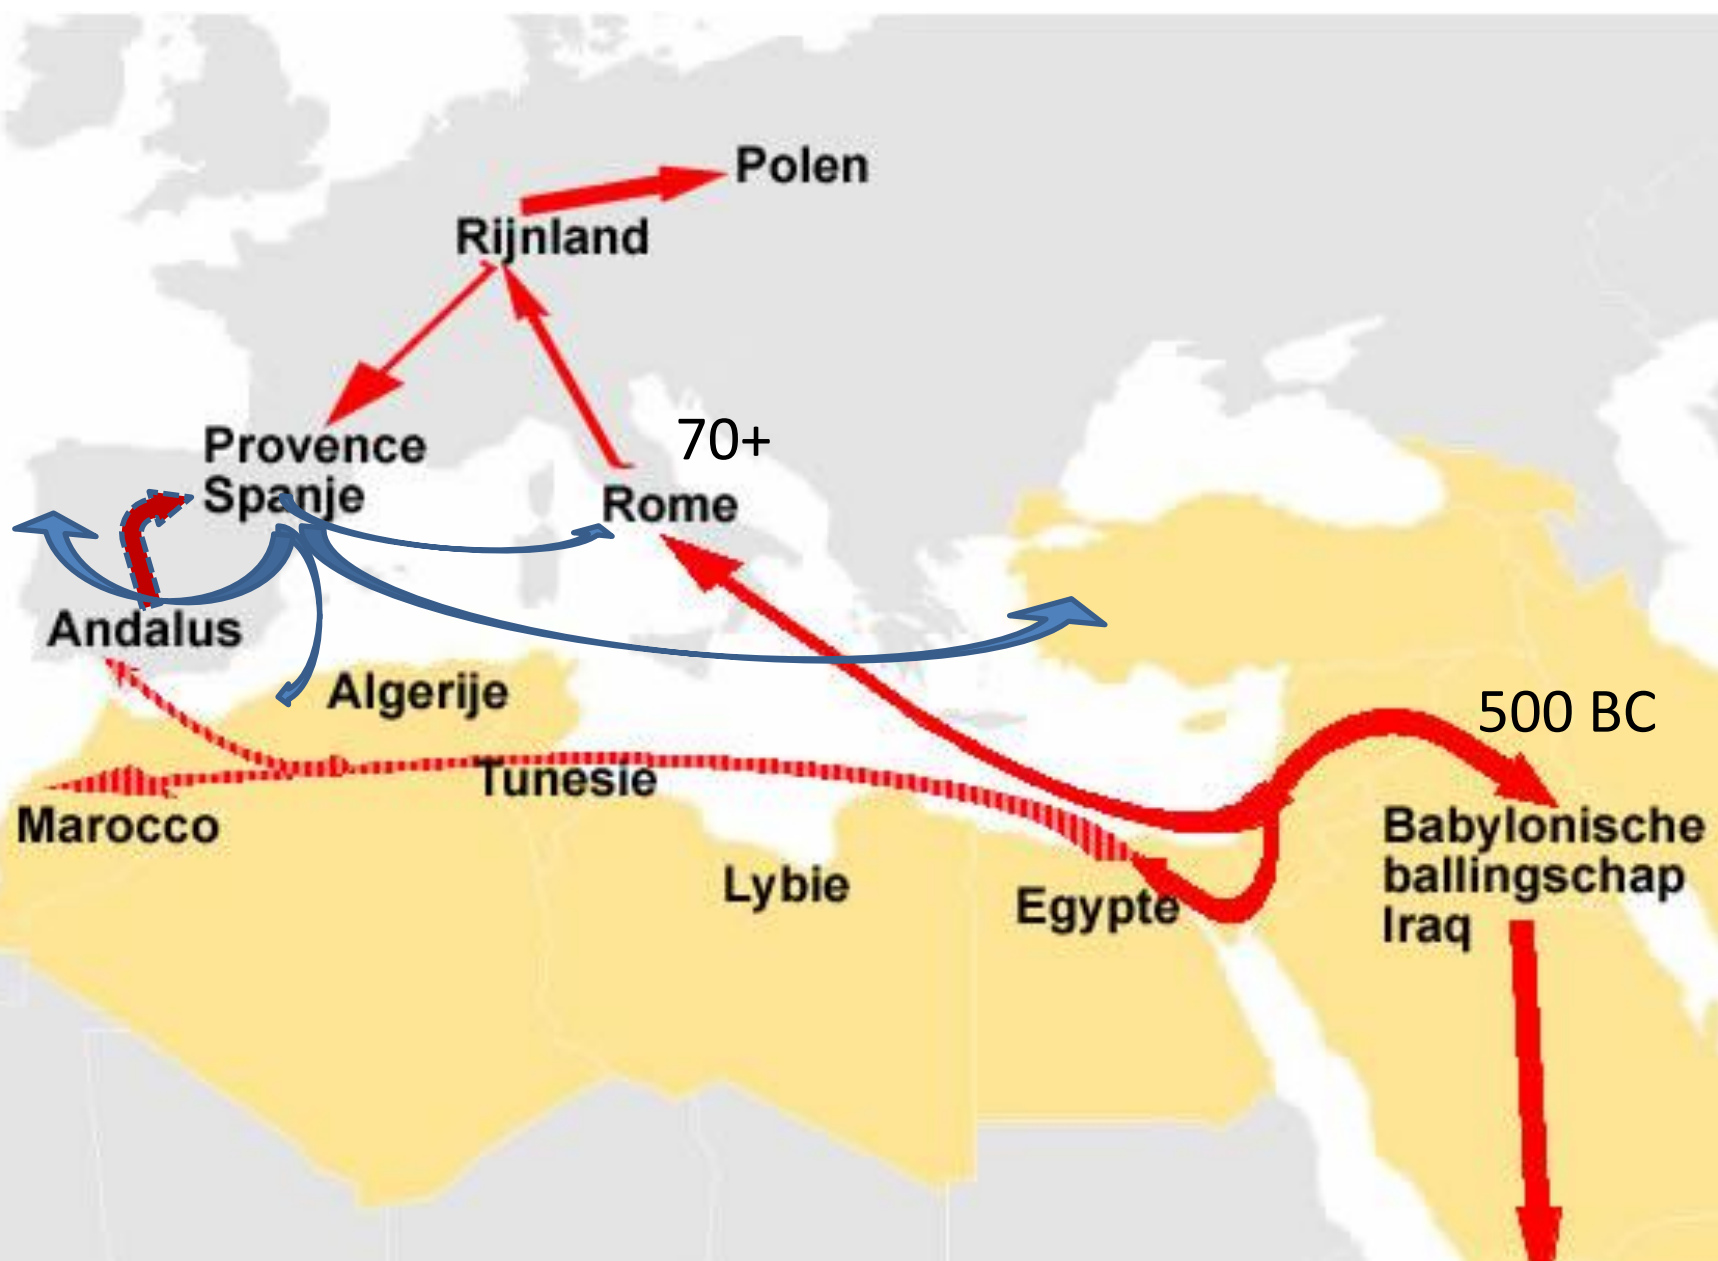 Polen
Rijnland
Provence
Spanje
70+
Rome
Andalus
Algerije
500 BC
Tunesie
Marocco
Babylonische
ballingschap
Iraq
Lybie
Egypte